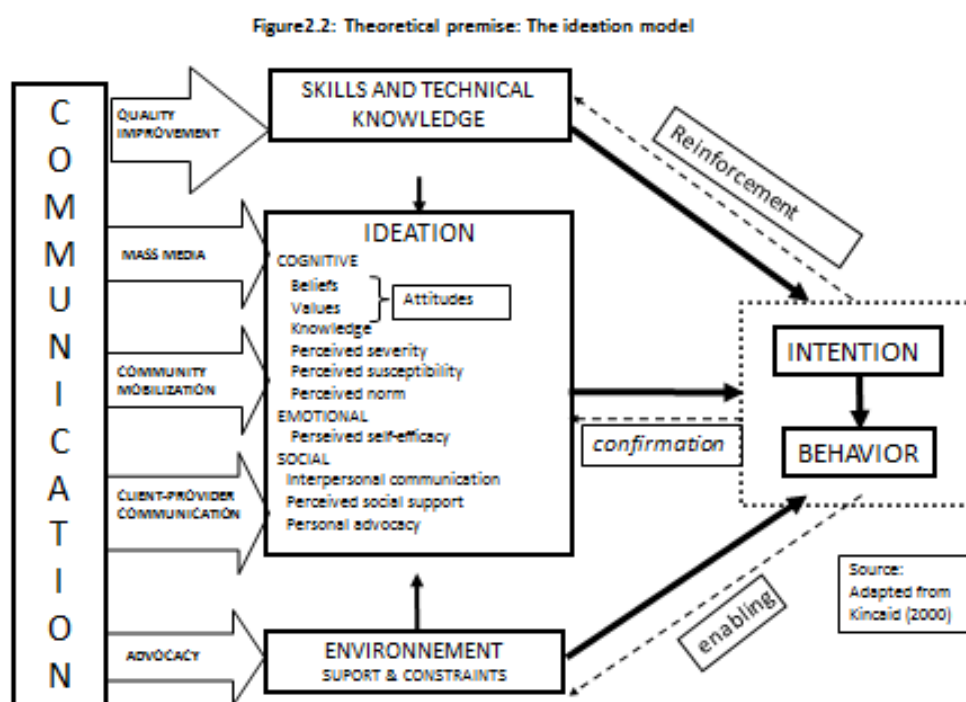 Figure2.2: Theoretical premise: The ideation model
COMMUNICATION
QUALITY
IMPROVEMENT
MASS MEDIA
COMMUNITY
MOBILIZATION
CLIENT-PROVIDER
COMMUNICATION
ADVOCACY
SKILLS AND TECHNICAL
KNOWLEDGE
IDEATION
COGNITIVE
Beliefs
Values
Attitudes
Knowledge
Perceived severity
Perceived susceptibility
Perceived norm
EMOTIONAL
Perseived self-efficacy
SOCIAL
Interpersonal communication
Perceived social support
Personal advocacy
ENVIRONNEMENT
SUPORT & CONSTRAINTS
Reinforcement
confirmation
enabling
INTENTION
BEHAVIOR
Source:
Adapted from
Kincaid (2000)